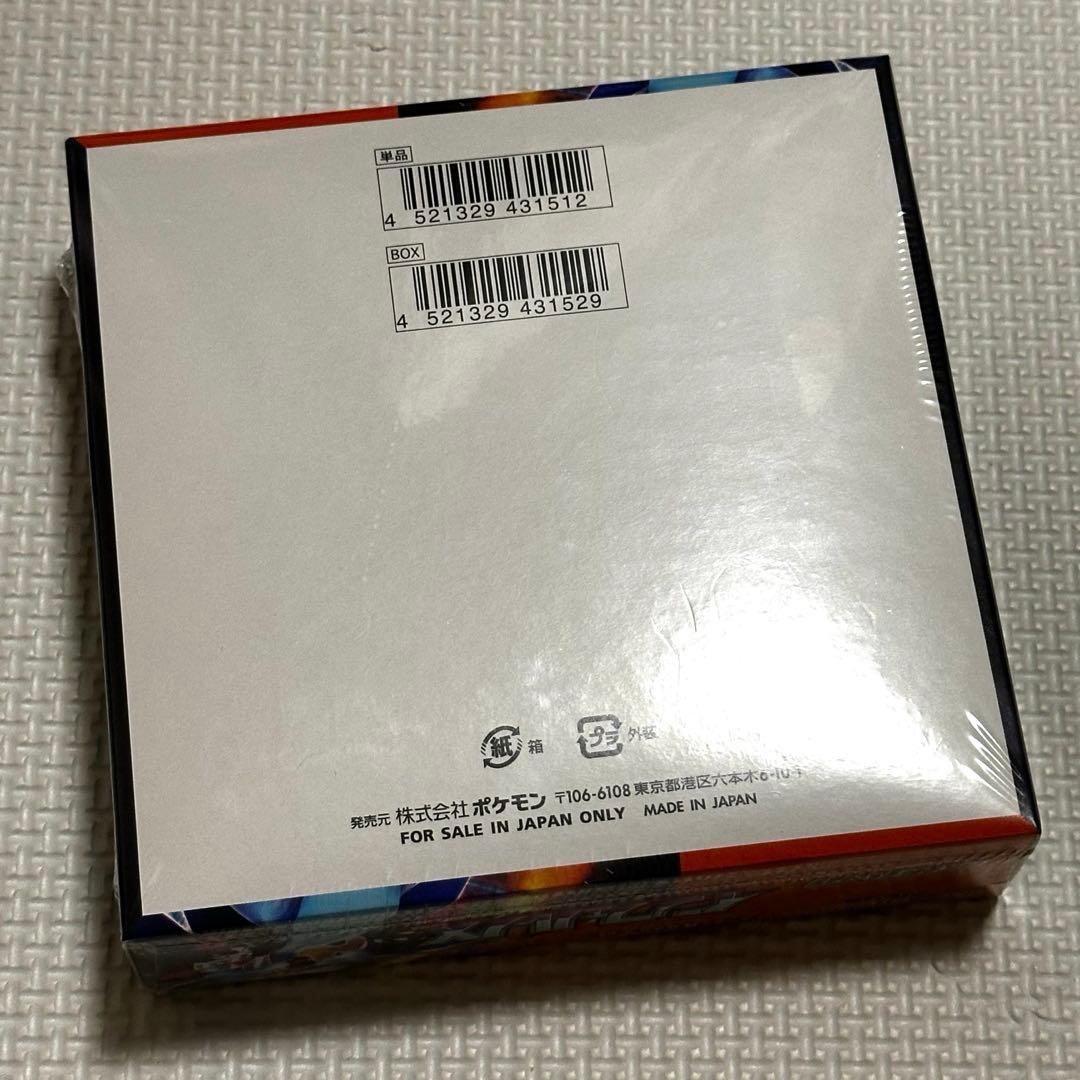 単品
4 521329 431512
BOX
4 521329 431529
紙 箱
プラ 外装
発売元 株式会社 ポケモン 〒106-6108 東京都港区六本木6-10-1
FOR SALE IN JAPAN ONLY MADE IN JAPAN